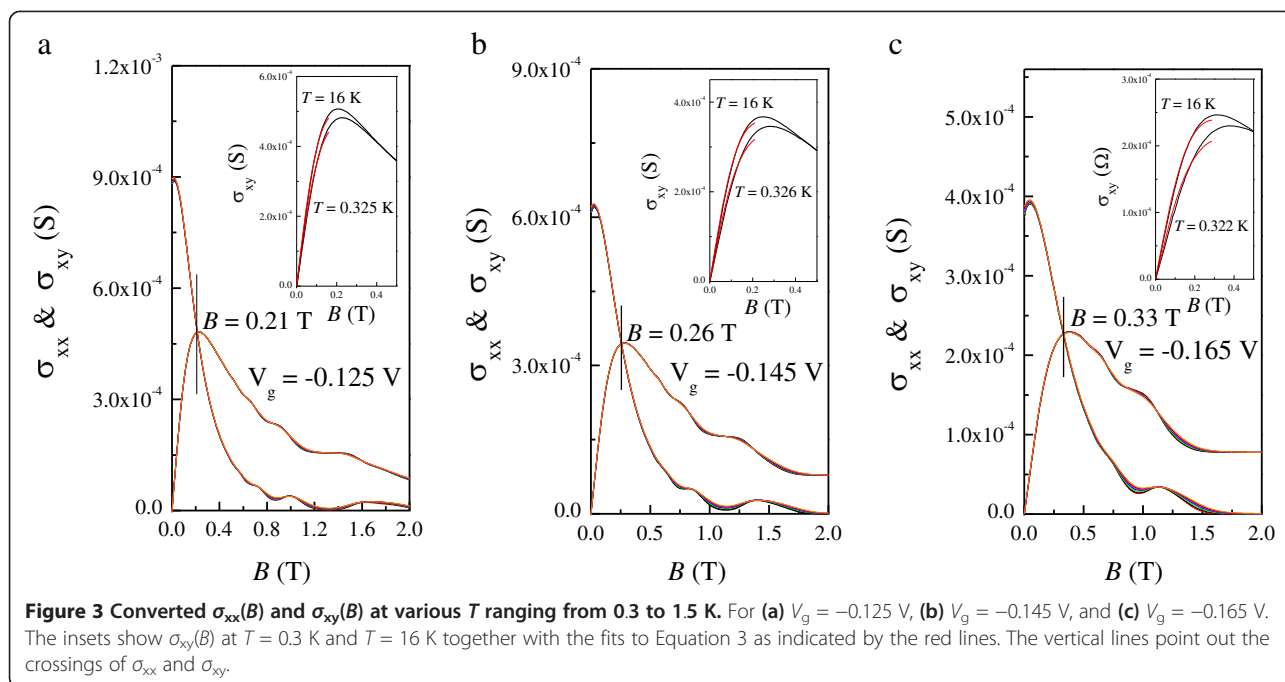 a
1.2x10⁻³
9.0x10⁻⁴
6.0x10⁻⁴
3.0x10⁻⁴
0.0
0.0 0.4 0.8 1.2 1.6 2.0
B (T)
σxx & σxy (S)
B = 0.21 T
Vg = -0.125 V
6.0x10⁻⁴
4.0x10⁻⁴
2.0x10⁻⁴
0.0
0.0 0.2 0.4
B (T)
σxy (S)
T = 16 K
T = 0.325 K
b
9.0x10⁻⁴
6.0x10⁻⁴
3.0x10⁻⁴
0.0
0.0 0.5 1.0 1.5 2.0
B (T)
σxx & σxy (S)
B = 0.26 T
Vg = -0.145 V
4.0x10⁻⁴
2.0x10⁻⁴
0.0
0.0 0.2 0.4
B (T)
σxy (S)
T = 16 K
T = 0.326 K
c
5.0x10⁻⁴
4.0x10⁻⁴
3.0x10⁻⁴
2.0x10⁻⁴
1.0x10⁻⁴
0.0
0.0 0.5 1.0 1.5 2.0
B (T)
σxx & σxy (S)
B = 0.33 T
Vg = -0.165 V
3.0x10⁻⁴
2.0x10⁻⁴
1.0x10⁻⁴
0.0
0.0 0.2 0.4
B (T)
σxy (Ω)
T = 16 K
T = 0.322 K
Figure 3 Converted σxx(B) and σxy(B) at various T ranging from 0.3 to 1.5 K. For (a) Vg = −0.125 V, (b) Vg = −0.145 V, and (c) Vg = −0.165 V.
The insets show σxy(B) at T = 0.3 K and T = 16 K together with the fits to Equation 3 as indicated by the red lines. The vertical lines point out the
crossings of σxx and σxy.